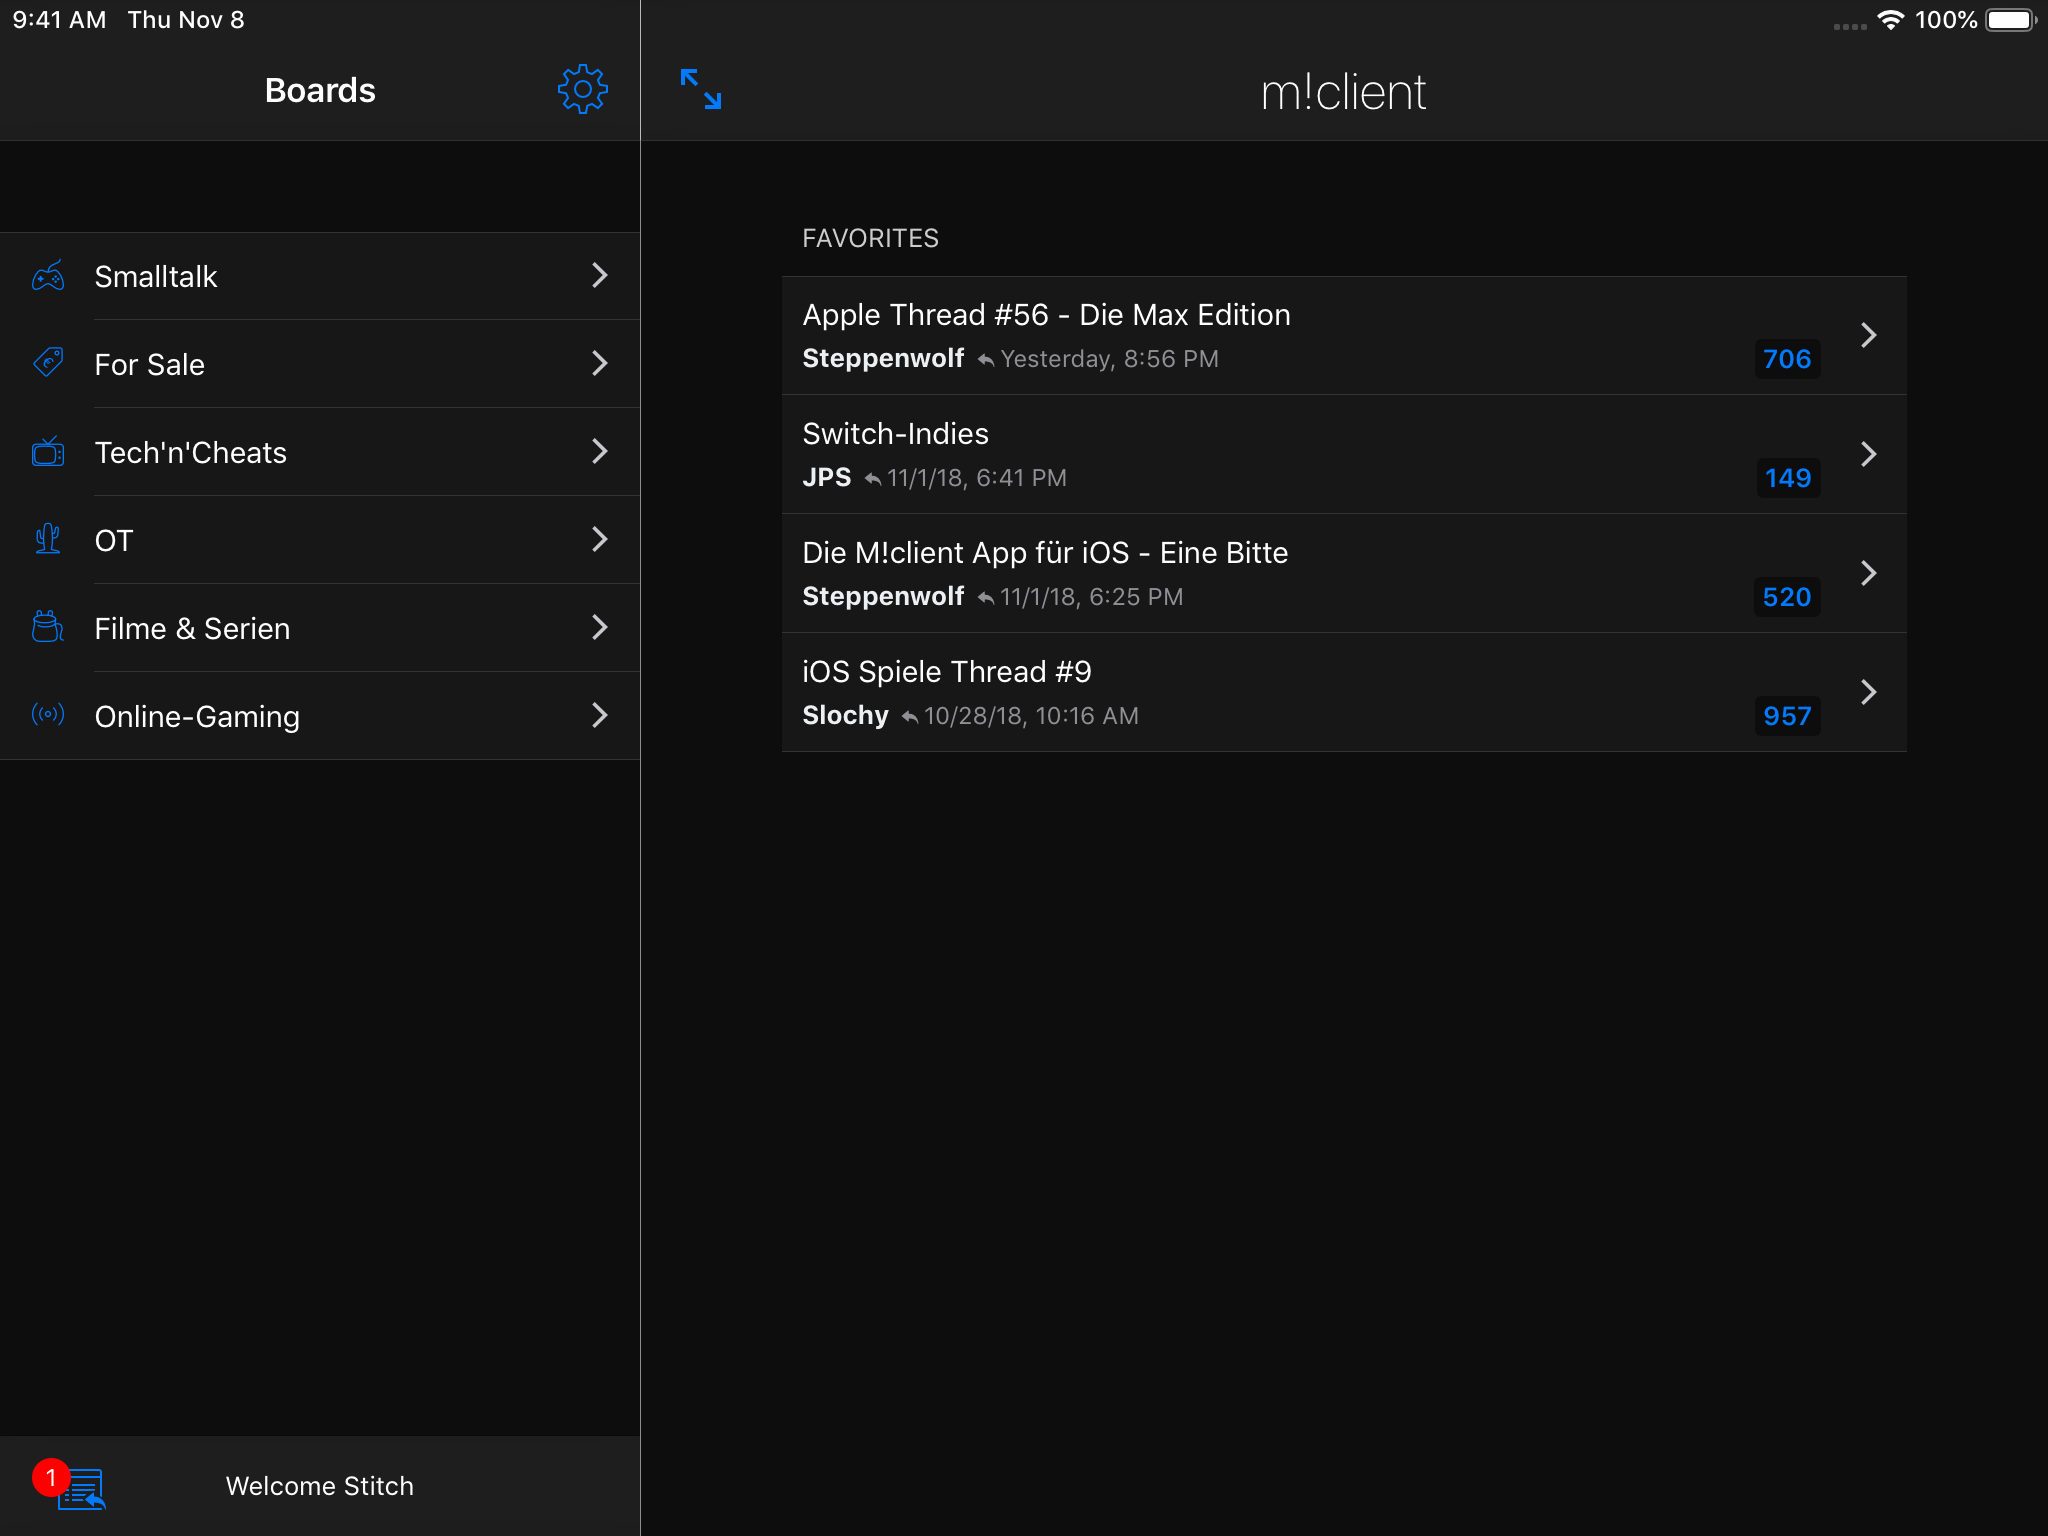 9:41 AM Thu Nov 8
100%
Boards
m!client
Smalltalk
For Sale
Tech'n'Cheats
OT
Filme & Serien
Online-Gaming
1
Welcome Stitch
FAVORITES
Apple Thread #56 - Die Max Edition
Steppenwolf Yesterday, 8:56 PM
706
Switch-Indies
JPS 11/1/18, 6:41 PM
149
Die M!client App für iOS - Eine Bitte
Steppenwolf 11/1/18, 6:25 PM
520
iOS Spiele Thread #9
Slochy 10/28/18, 10:16 AM
957